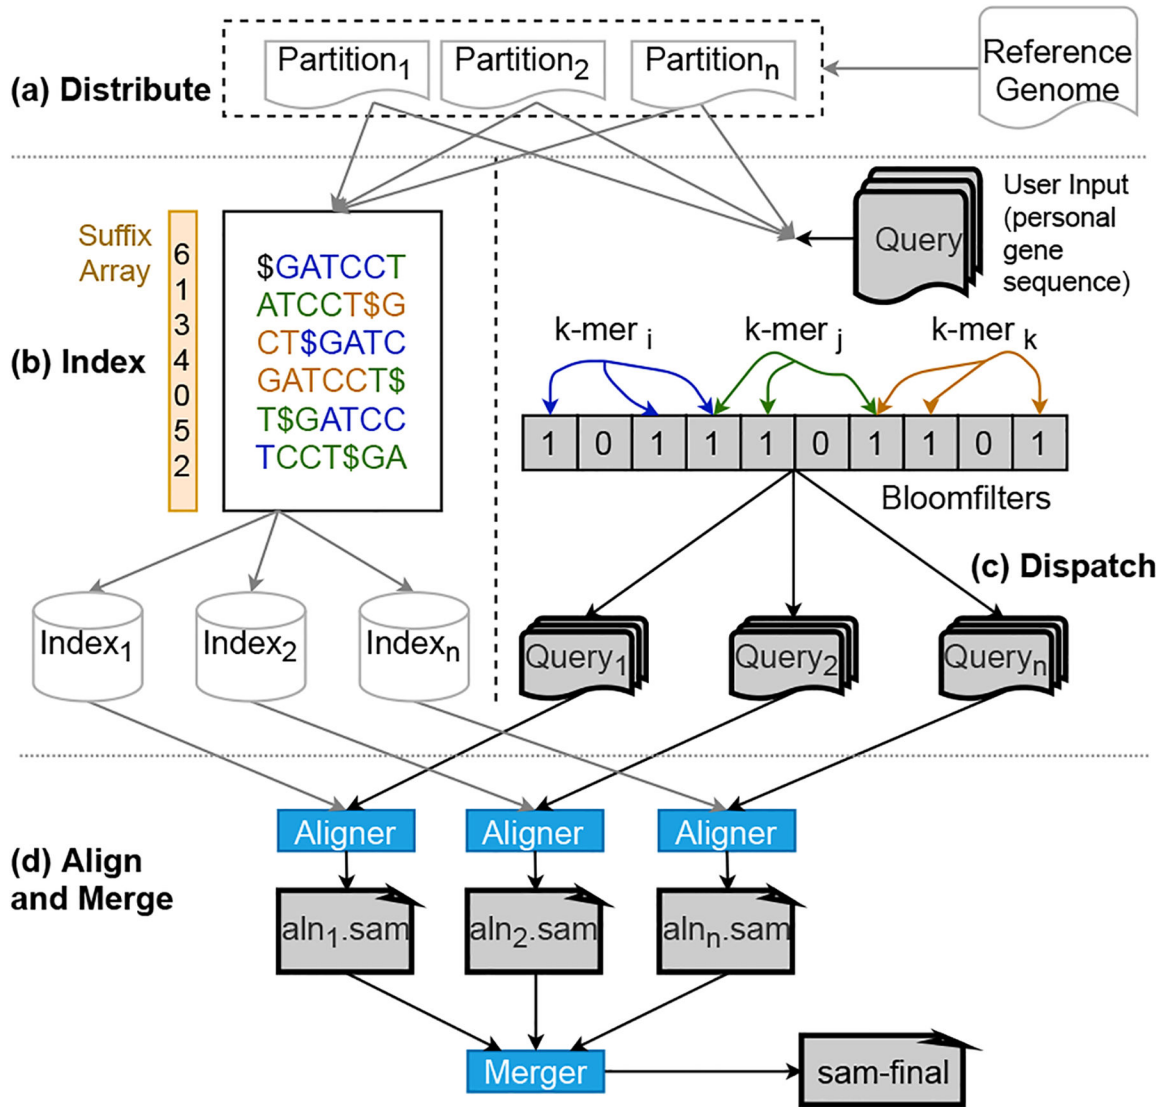 (a) Distribute
Partition1
Partition2
Partitionn
Reference
Genome
Suffix
Array
6
1
3
4
0
5
2
$GATCCT
ATCCT$G
CT$GATC
GATCCT$
T$GATCC
TCCT$GA
(b) Index
Query
User Input
(personal
gene
sequence)
k-mer i
k-mer j
k-mer k
1 0 1 1 1 0 1 1 0 1
Bloomfilters
(c) Dispatch
Index1
Index2
Indexn
Query1
Query2
Queryn
Aligner
Aligner
Aligner
(d) Align
and Merge
aln1.sam
aln2.sam
alnn.sam
Merger
sam-final